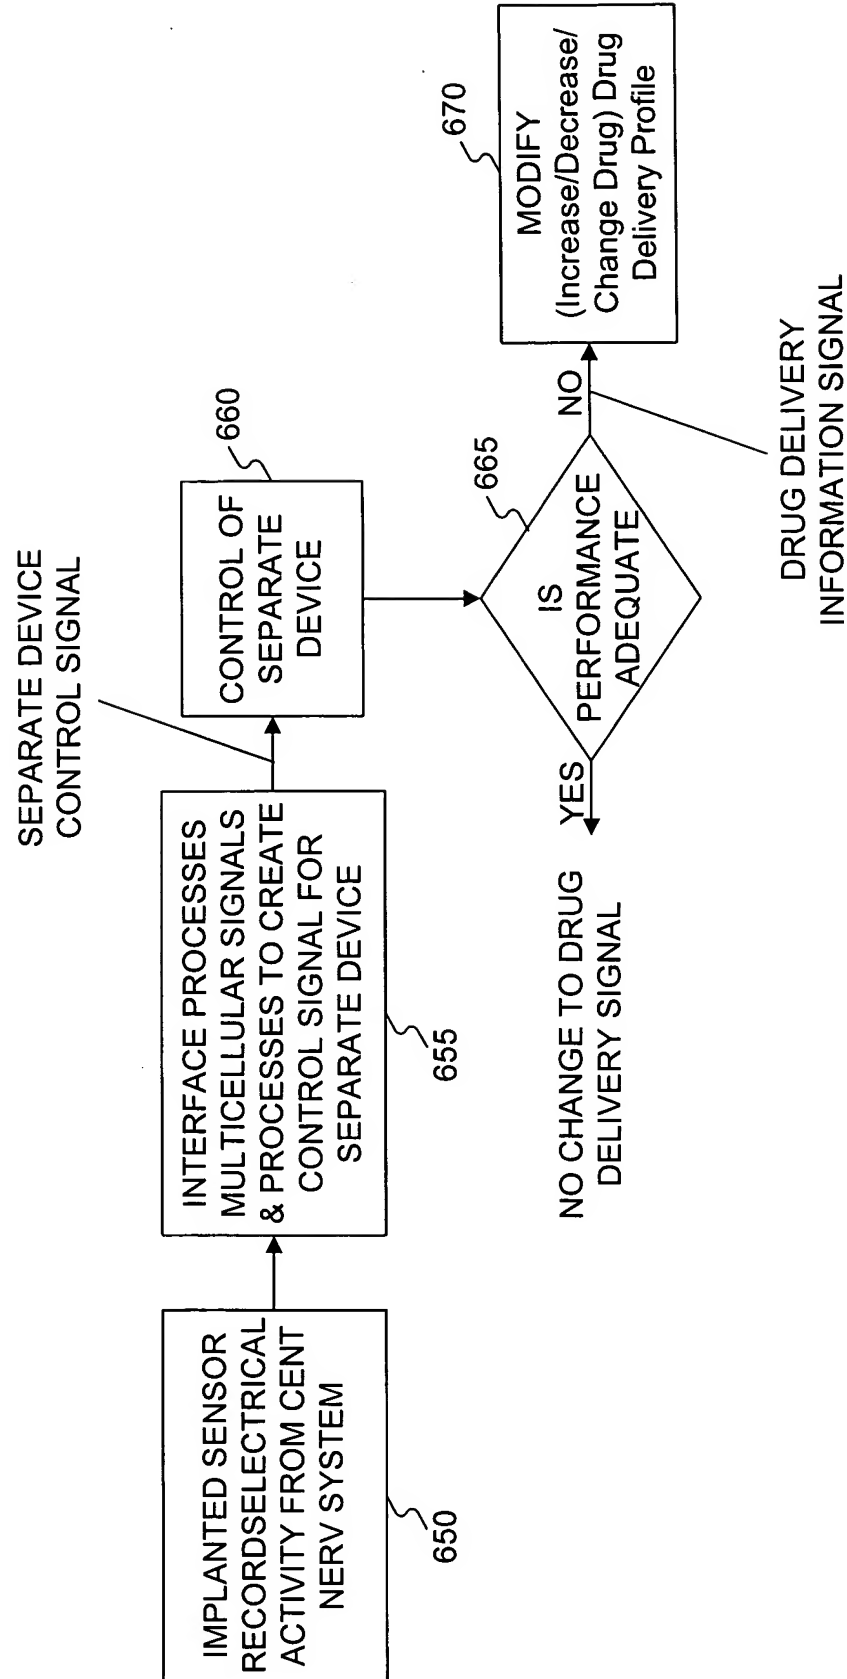 IMPLANTED SENSOR
RECORDSELECTRICAL
ACTIVITY FROM CENT
NERV SYSTEM
650
INTERFACE PROCESSES
MULTICELLULAR SIGNALS
& PROCESSES TO CREATE
CONTROL SIGNAL FOR
SEPARATE DEVICE
655
SEPARATE DEVICE
CONTROL SIGNAL
CONTROL OF
SEPARATE
DEVICE
660
IS
PERFORMANCE
ADEQUATE
665
YES
NO CHANGE TO DRUG
DELIVERY SIGNAL
NO
DRUG DELIVERY
INFORMATION SIGNAL
MODIFY
(Increase/Decrease/
Change Drug) Drug
Delivery Profile
670